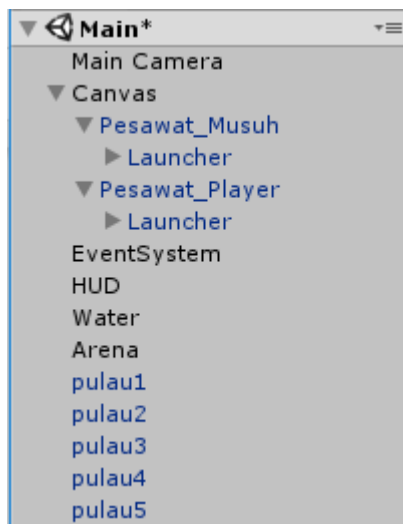 Main*
Main Camera
Canvas
Pesawat_Musuh
Launcher
Pesawat_Player
Launcher
EventSystem
HUD
Water
Arena
pulau1
pulau2
pulau3
pulau4
pulau5